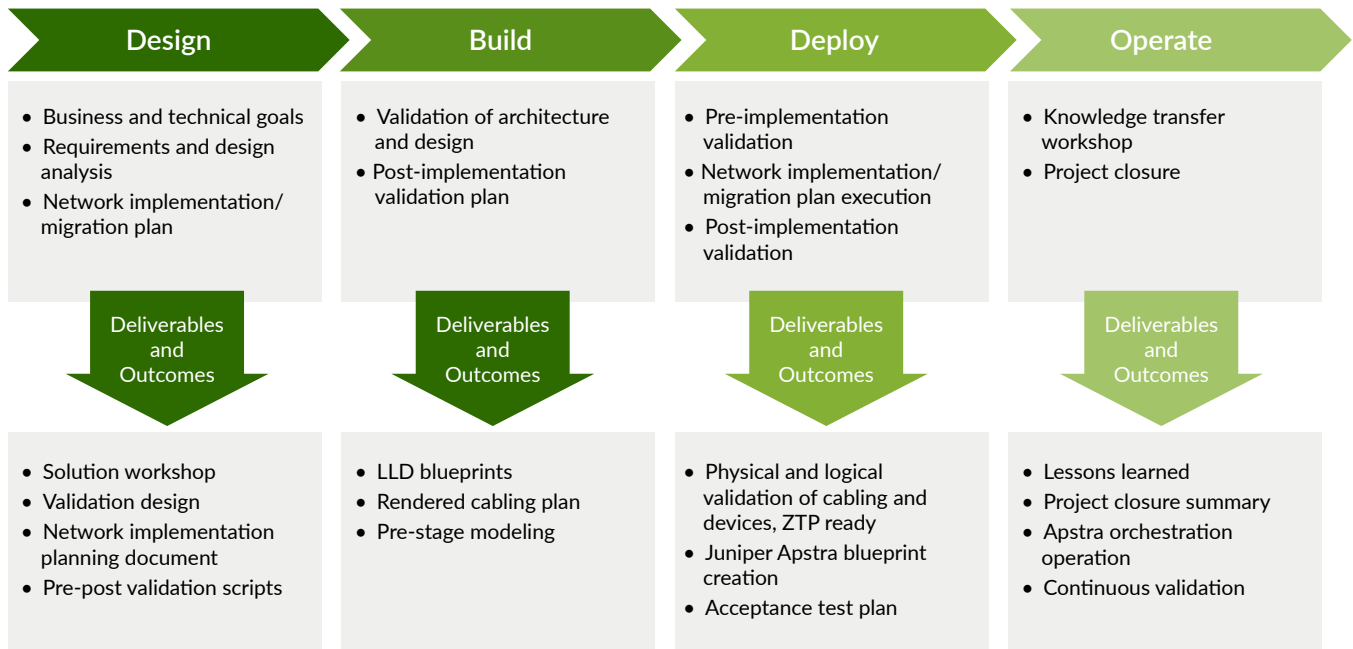 Design
Build
Deploy
Operate
• Business and technical goals
• Requirements and design
analysis
• Network implementation/
migration plan
• Validation of architecture
and design
• Post-implementation
validation plan
• Pre-implementation
validation
• Network implementation/
migration plan execution
• Post-implementation
validation
• Knowledge transfer
workshop
• Project closure
Deliverables
and
Outcomes
Deliverables
and
Outcomes
Deliverables
and
Outcomes
Deliverables
and
Outcomes
• Solution workshop
• Validation design
• Network implementation
planning document
• Pre-post validation scripts
• LLD blueprints
• Rendered cabling plan
• Pre-stage modeling
• Physical and logical
validation of cabling and
devices, ZTP ready
• Juniper Apstra blueprint
creation
• Acceptance test plan
• Lessons learned
• Project closure summary
• Apstra orchestration
operation
• Continuous validation